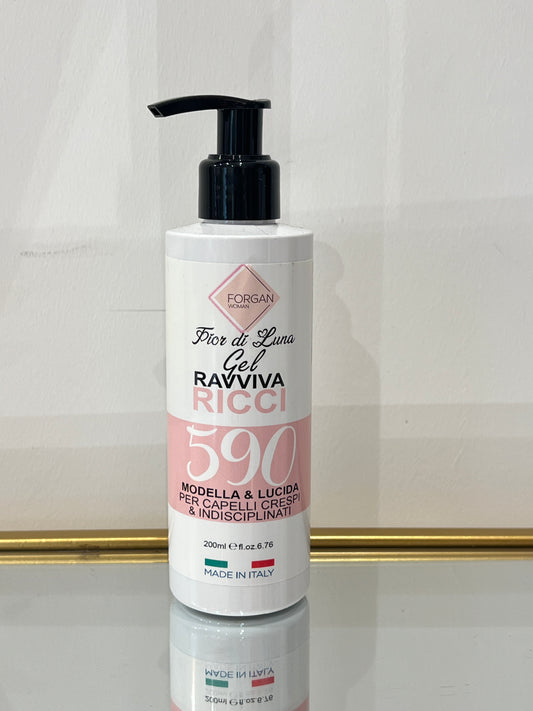 FORGAN
WOMAN
Fior di Luna
Gel
RAVVIVA
RICCI
590
MODELLA & LUCIDA
PER CAPELLI CRESPI
& INDISCIPLINATI
200ml ℮ fl.oz.6.76
MADE IN ITALY